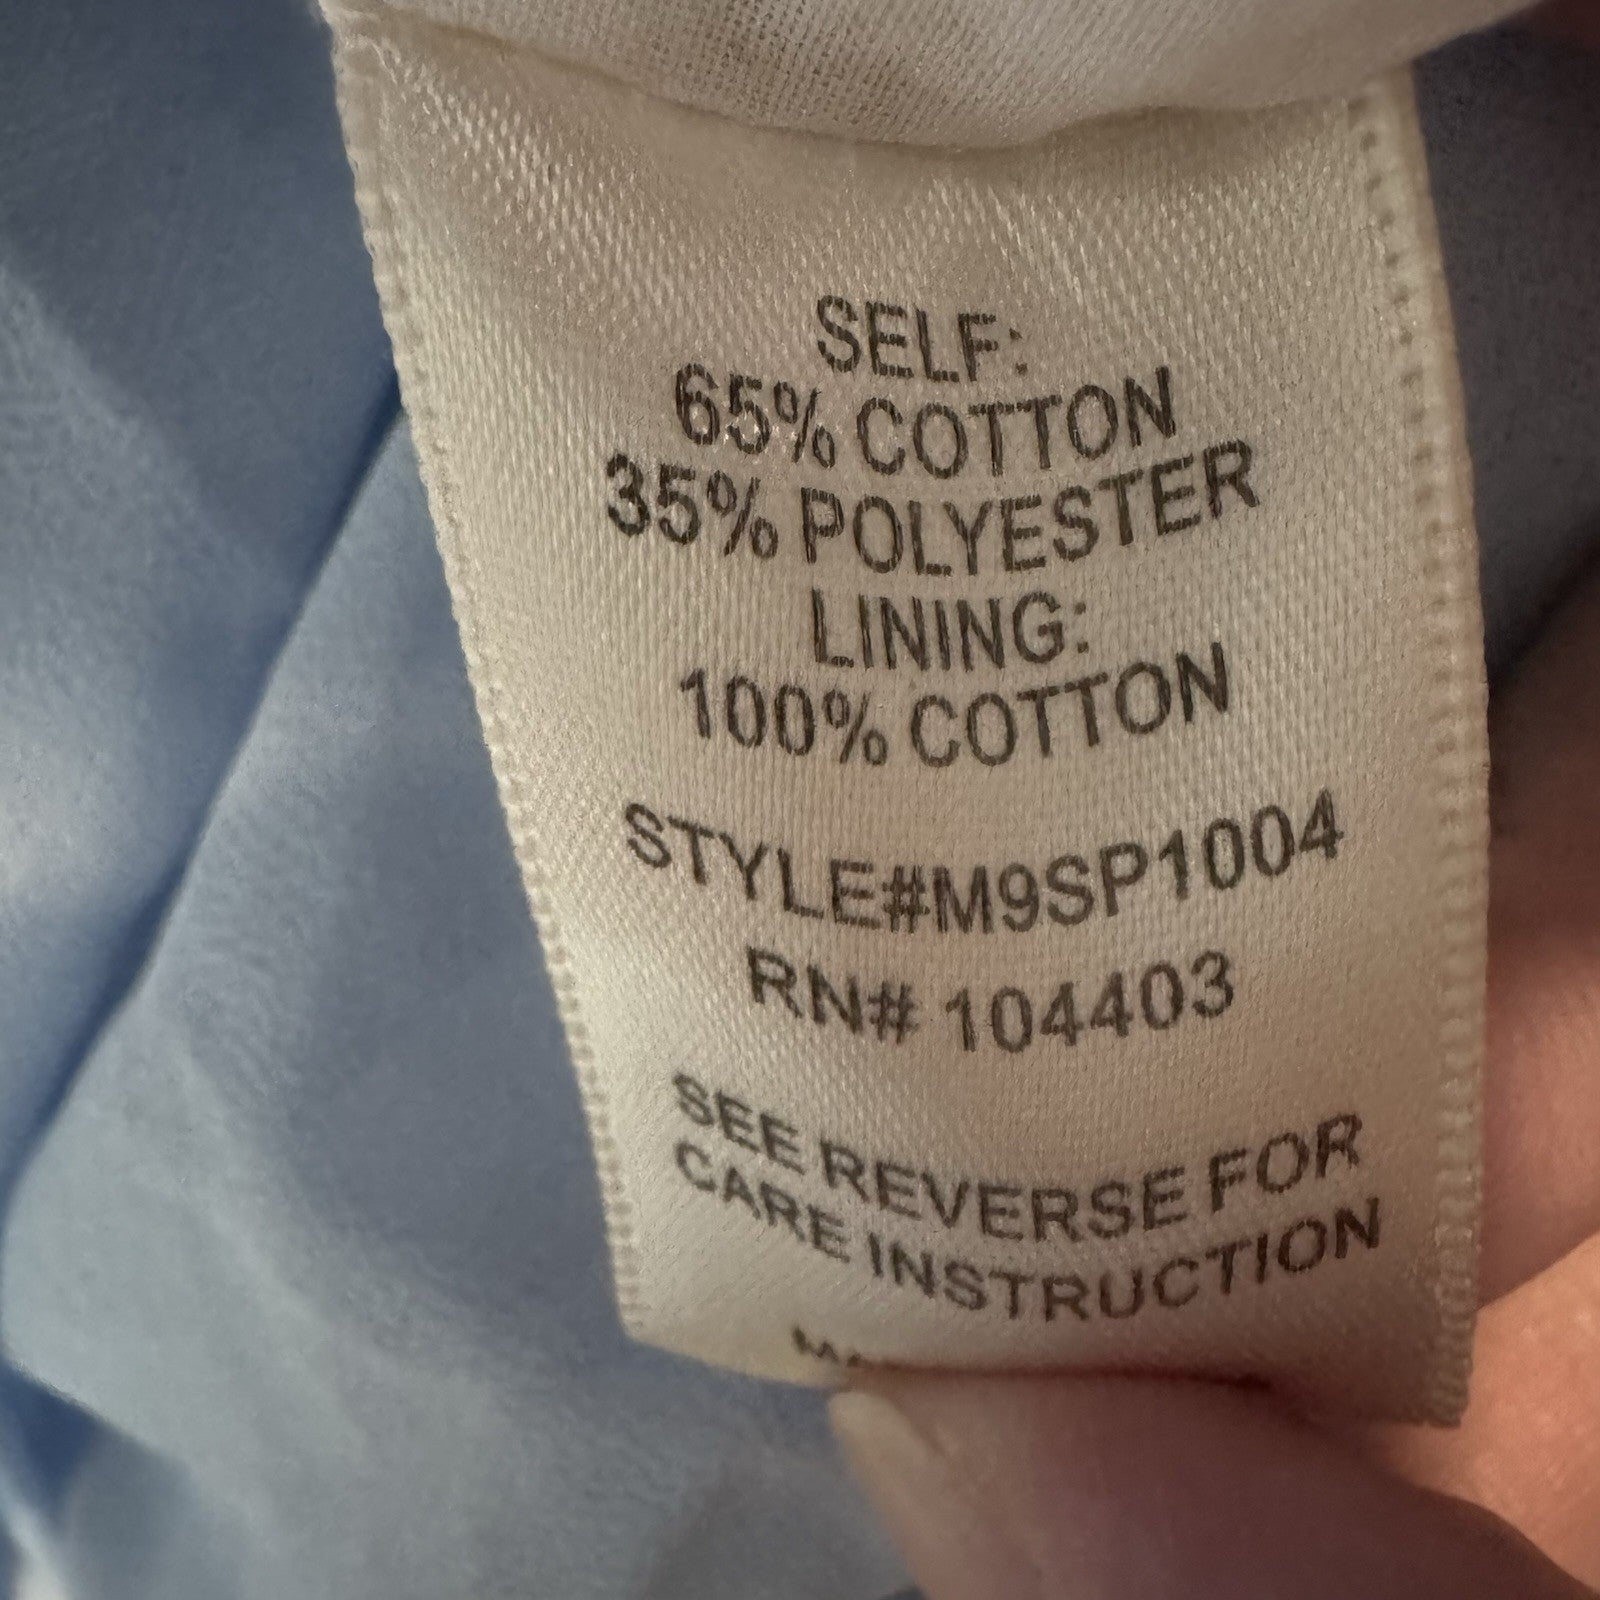 SELF:
65% COTTON
35% POLYESTER
LINING:
100% COTTON
STYLE#M9SP1004
RN# 104403
SEE REVERSE FOR
CARE INSTRUCTION